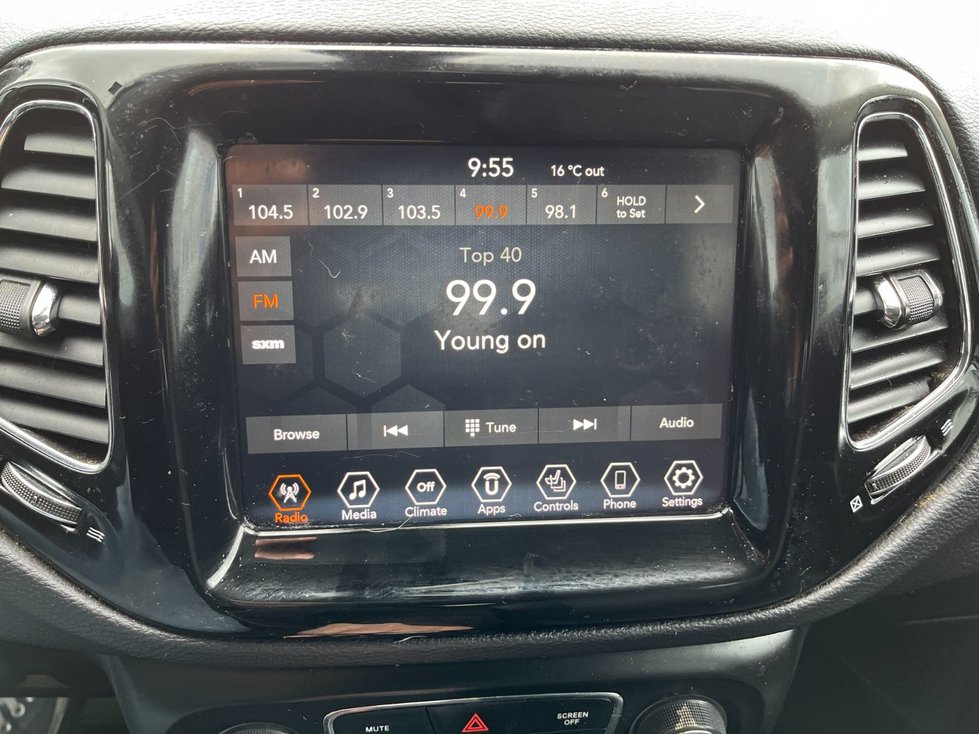 9:55 16 °C out
1 2 3 4 5 6 HOLD
104.5 102.9 103.5 99.9 98.1 to Set
AM Top 40
FM 99.9
sxm Young on
Browse Tune Audio
Off
Radio Media Climate Apps Controls Phone Settings
MUTE SCREEN
OFF